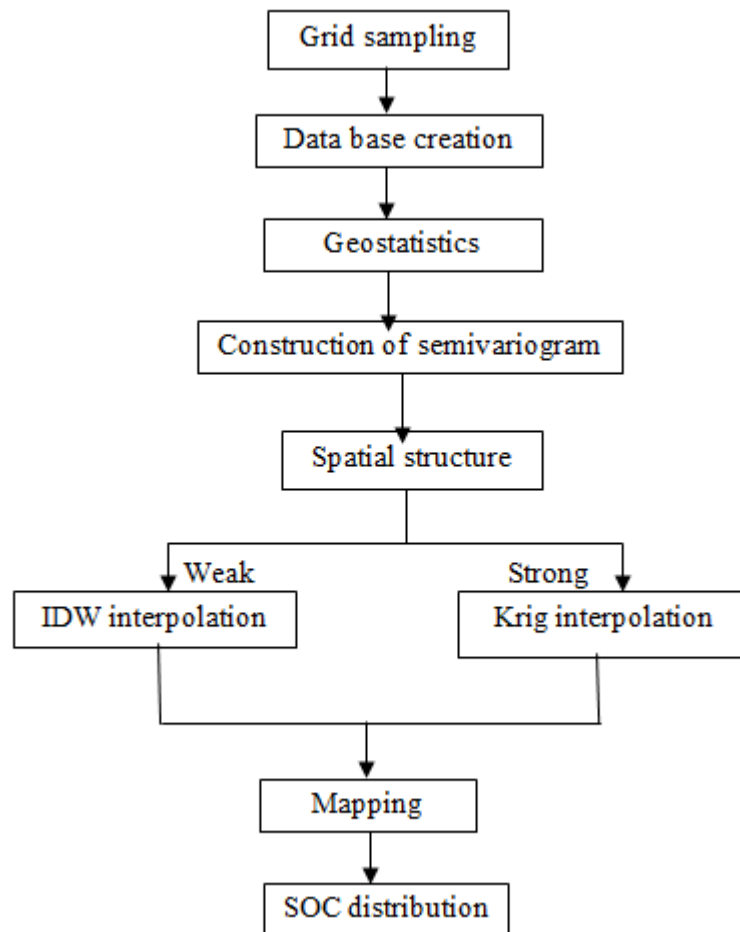 Grid sampling
Data base creation
Geostatistics
Construction of semivariogram
Spatial structure
Weak
Strong
IDW interpolation
Krig interpolation
Mapping
SOC distribution